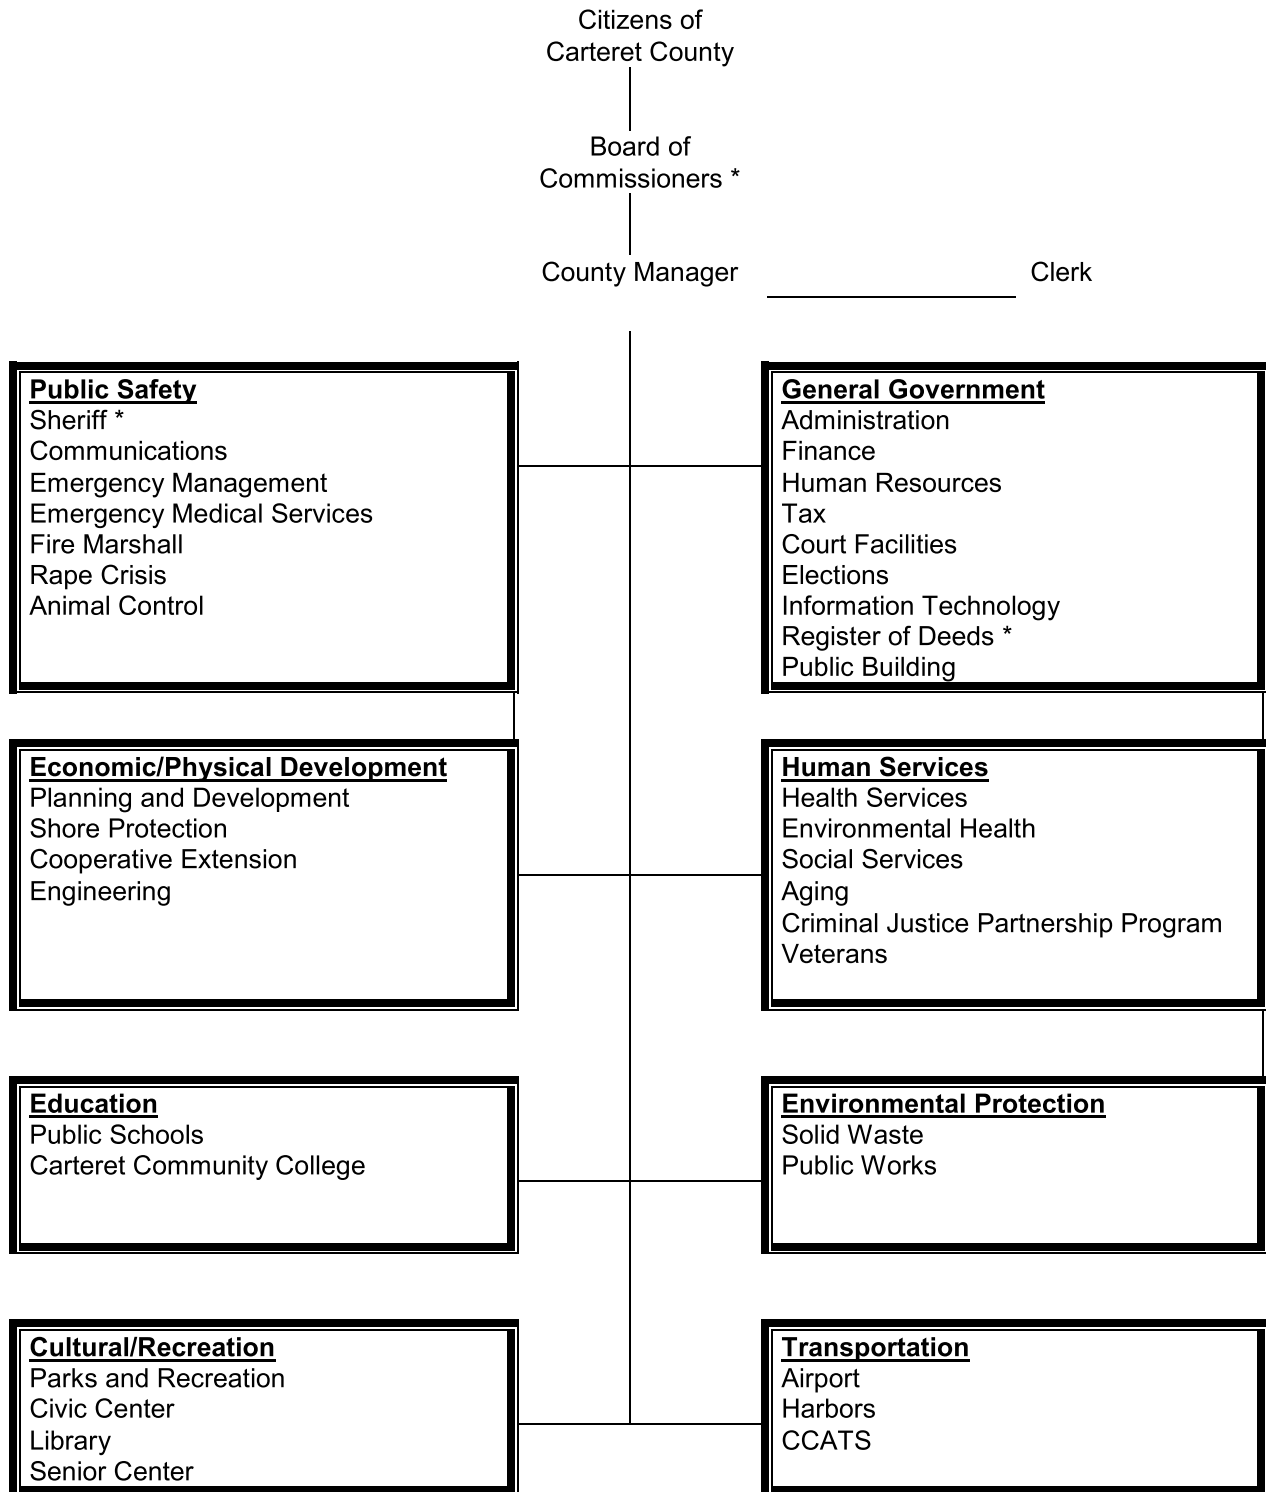 Citizens of
Carteret County
Board of
Commissioners *
County Manager
Clerk
Public Safety
Sheriff *
Communications
Emergency Management
Emergency Medical Services
Fire Marshall
Rape Crisis
Animal Control
General Government
Administration
Finance
Human Resources
Tax
Court Facilities
Elections
Information Technology
Register of Deeds *
Public Building
Economic/Physical Development
Planning and Development
Shore Protection
Cooperative Extension
Engineering
Human Services
Health Services
Environmental Health
Social Services
Aging
Criminal Justice Partnership Program
Veterans
Education
Public Schools
Carteret Community College
Environmental Protection
Solid Waste
Public Works
Cultural/Recreation
Parks and Recreation
Civic Center
Library
Senior Center
Transportation
Airport
Harbors
CCATS